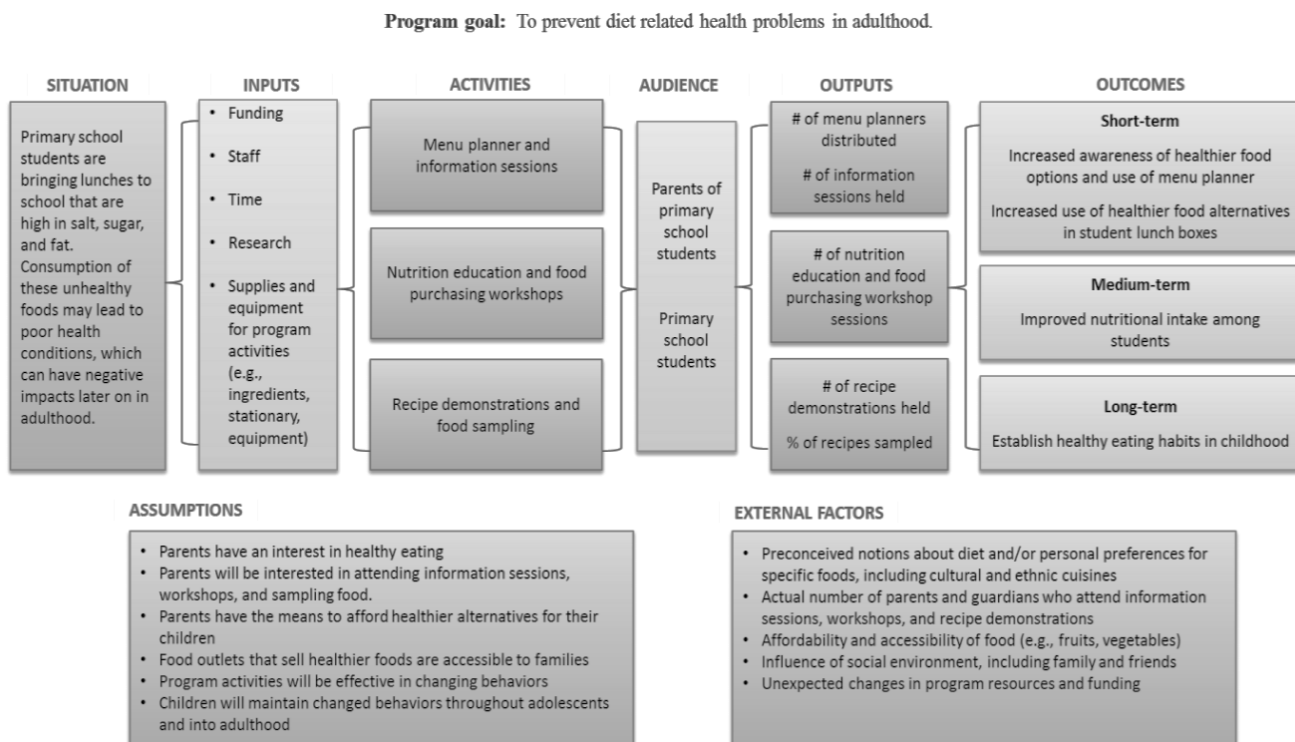 Program goal: To prevent diet related health problems in adulthood.
SITUATION
Primary school
students are
bringing lunches to
school that are
high in salt, sugar,
and fat.
Consumption of
these unhealthy
foods may lead to
poor health
conditions, which
can have negative
impacts later on in
adulthood.
INPUTS
• Funding
• Staff
• Time
• Research
• Supplies and
equipment
for program
activities
(e.g.,
ingredients,
stationary,
equipment)
ACTIVITIES
Menu planner and
information sessions
Nutrition education and food
purchasing workshops
Recipe demonstrations and
food sampling
AUDIENCE
Parents of
primary
school
students
Primary
school
students
OUTPUTS
# of menu planners
distributed
# of information
sessions held
# of nutrition
education and food
purchasing workshop
sessions
# of recipe
demonstrations held
% of recipes sampled
OUTCOMES
Short-term
Increased awareness of healthier food
options and use of menu planner
Increased use of healthier food alternatives
in student lunch boxes
Medium-term
Improved nutritional intake among
students
Long-term
Establish healthy eating habits in childhood
ASSUMPTIONS
• Parents have an interest in healthy eating
• Parents will be interested in attending information sessions,
workshops, and sampling food.
• Parents have the means to afford healthier alternatives for their
children
• Food outlets that sell healthier foods are accessible to families
• Program activities will be effective in changing behaviors
• Children will maintain changed behaviors throughout adolescents
and into adulthood
EXTERNAL FACTORS
• Preconceived notions about diet and/or personal preferences for
specific foods, including cultural and ethnic cuisines
• Actual number of parents and guardians who attend information
sessions, workshops, and recipe demonstrations
• Affordability and accessibility of food (e.g., fruits, vegetables)
• Influence of social environment, including family and friends
• Unexpected changes in program resources and funding